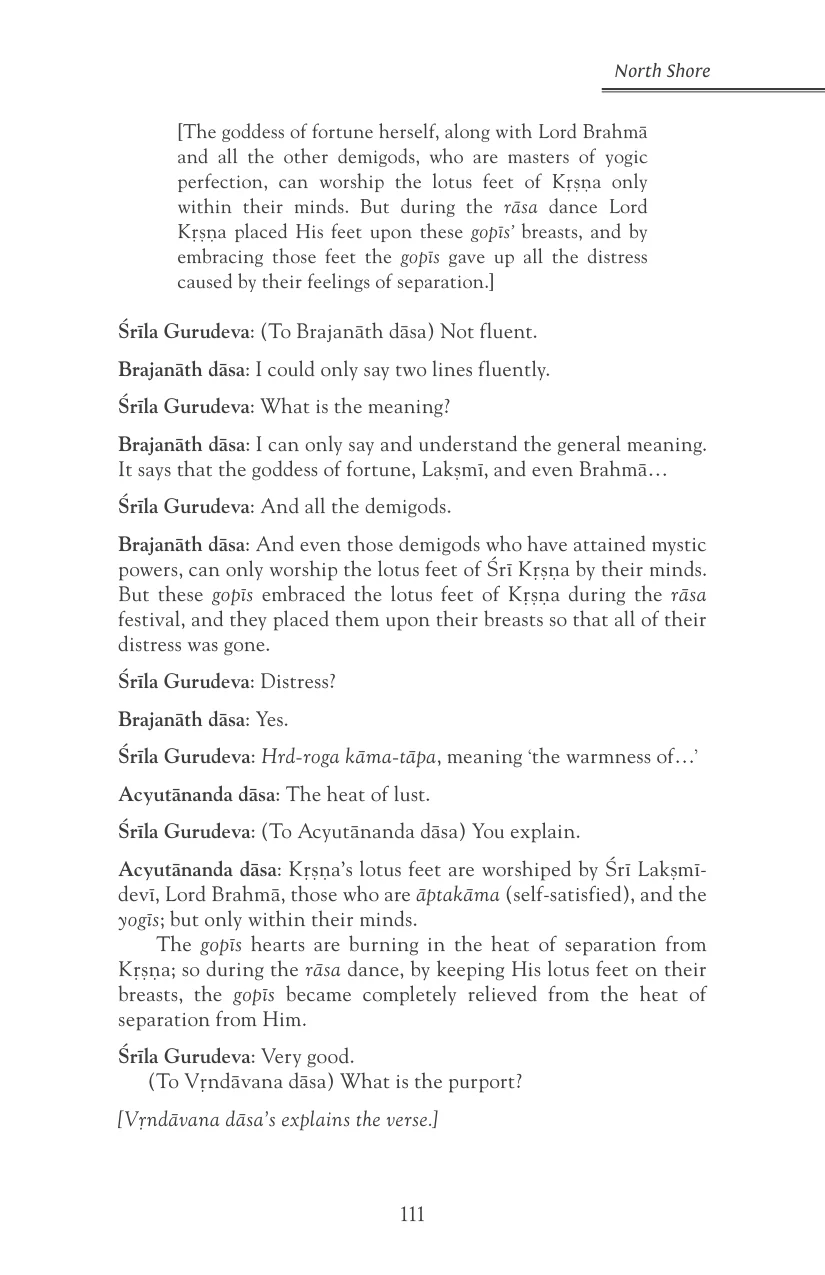 North Shore
[The goddess of fortune herself, along with Lord Brahmā
and all the other demigods, who are masters of yogic
perfection, can worship the lotus feet of Kṛṣṇa only
within their minds. But during the rāsa dance Lord
Kṛṣṇa placed His feet upon these gopīs’ breasts, and by
embracing those feet the gopīs gave up all the distress
caused by their feelings of separation.]
Śrīla Gurudeva: (To Brajanāth dāsa) Not fluent.
Brajanāth dāsa: I could only say two lines fluently.
Śrīla Gurudeva: What is the meaning?
Brajanāth dāsa: I can only say and understand the general meaning.
It says that the goddess of fortune, Lakṣmī, and even Brahmā…
Śrīla Gurudeva: And all the demigods.
Brajanāth dāsa: And even those demigods who have attained mystic
powers, can only worship the lotus feet of Śrī Kṛṣṇa by their minds.
But these gopīs embraced the lotus feet of Kṛṣṇa during the rāsa
festival, and they placed them upon their breasts so that all of their
distress was gone.
Śrīla Gurudeva: Distress?
Brajanāth dāsa: Yes.
Śrīla Gurudeva: Hrd-roga kāma-tāpa, meaning ‘the warmness of…’
Acyutānanda dāsa: The heat of lust.
Śrīla Gurudeva: (To Acyutānanda dāsa) You explain.
Acyutānanda dāsa: Kṛṣṇa’s lotus feet are worshiped by Śrī Lakṣmī-
devī, Lord Brahmā, those who are āptakāma (self-satisfied), and the
yogīs; but only within their minds.
The gopīs hearts are burning in the heat of separation from
Kṛṣṇa; so during the rāsa dance, by keeping His lotus feet on their
breasts, the gopīs became completely relieved from the heat of
separation from Him.
Śrīla Gurudeva: Very good.
(To Vṛndāvana dāsa) What is the purport?
[Vṛndāvana dāsa’s explains the verse.]
111